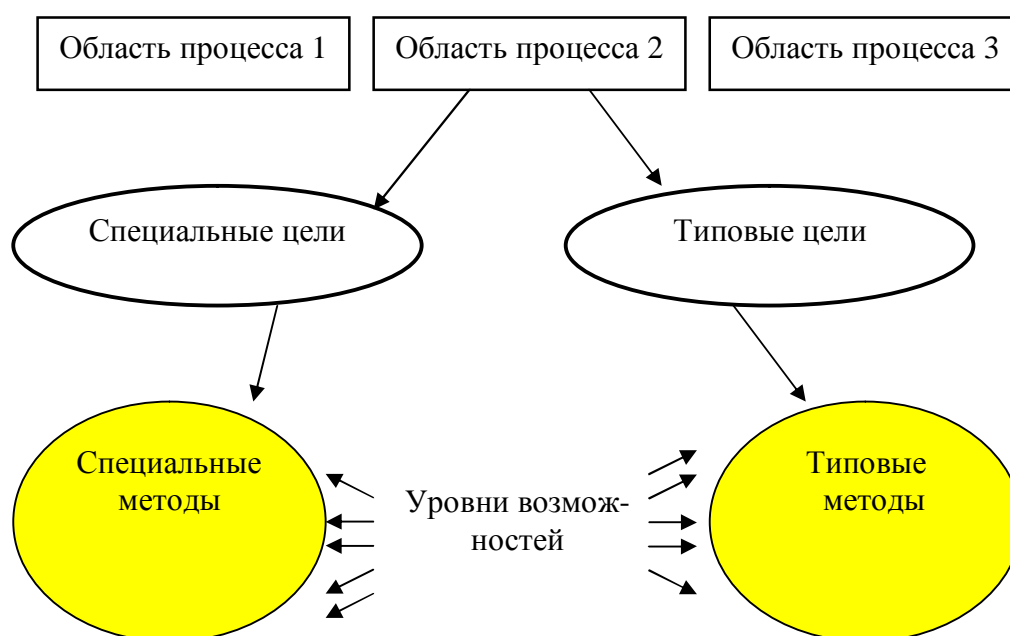 Область процесса 1
Область процесса 2
Область процесса 3
Специальные цели
Типовые цели
Специальные
методы
Уровни возмож-
ностей
Типовые
методы